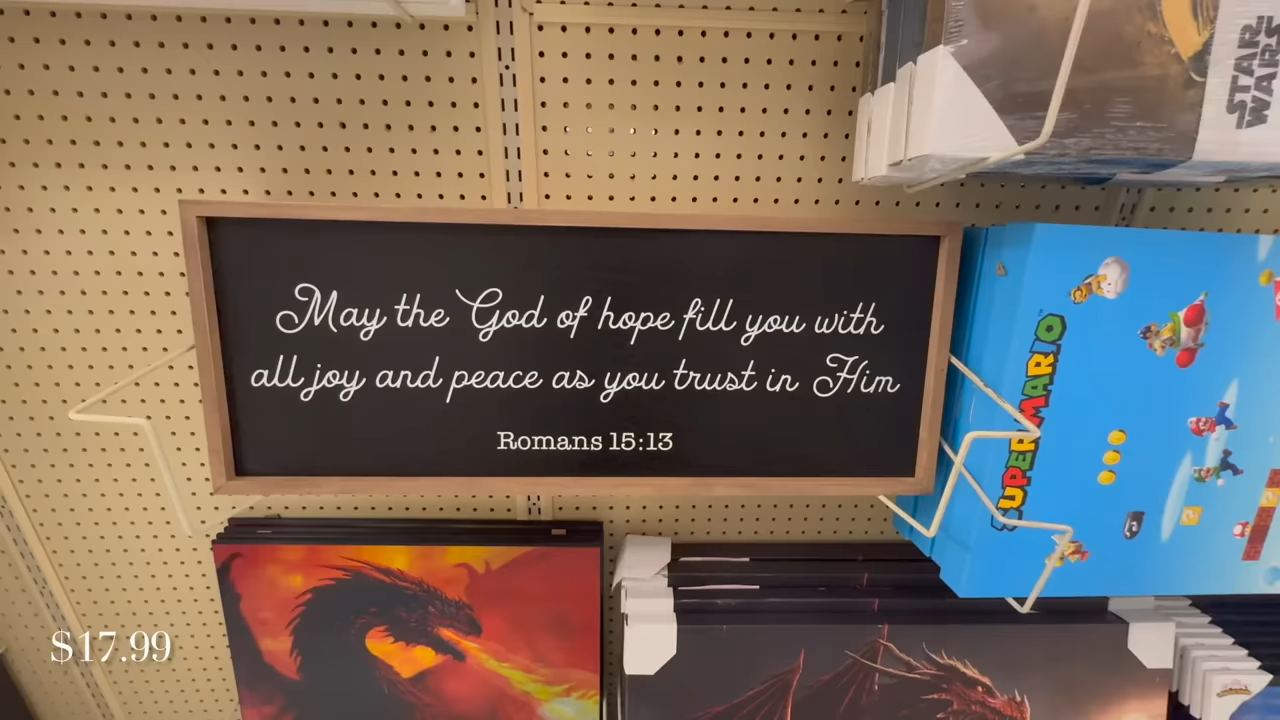 STAR
WARS
May the God of hope fill you with
all joy and peace as you trust in Him
Romans 15:13
SUPER MARIO
$17.99